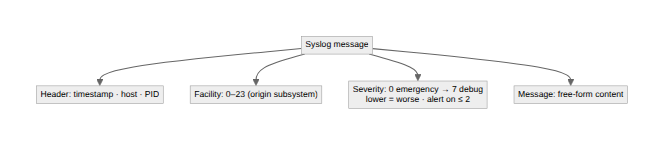 Syslog message
Header: timestamp · host · PID
Facility: 0–23 (origin subsystem)
Severity: 0 emergency → 7 debug
lower = worse · alert on ≤ 2
Message: free-form content